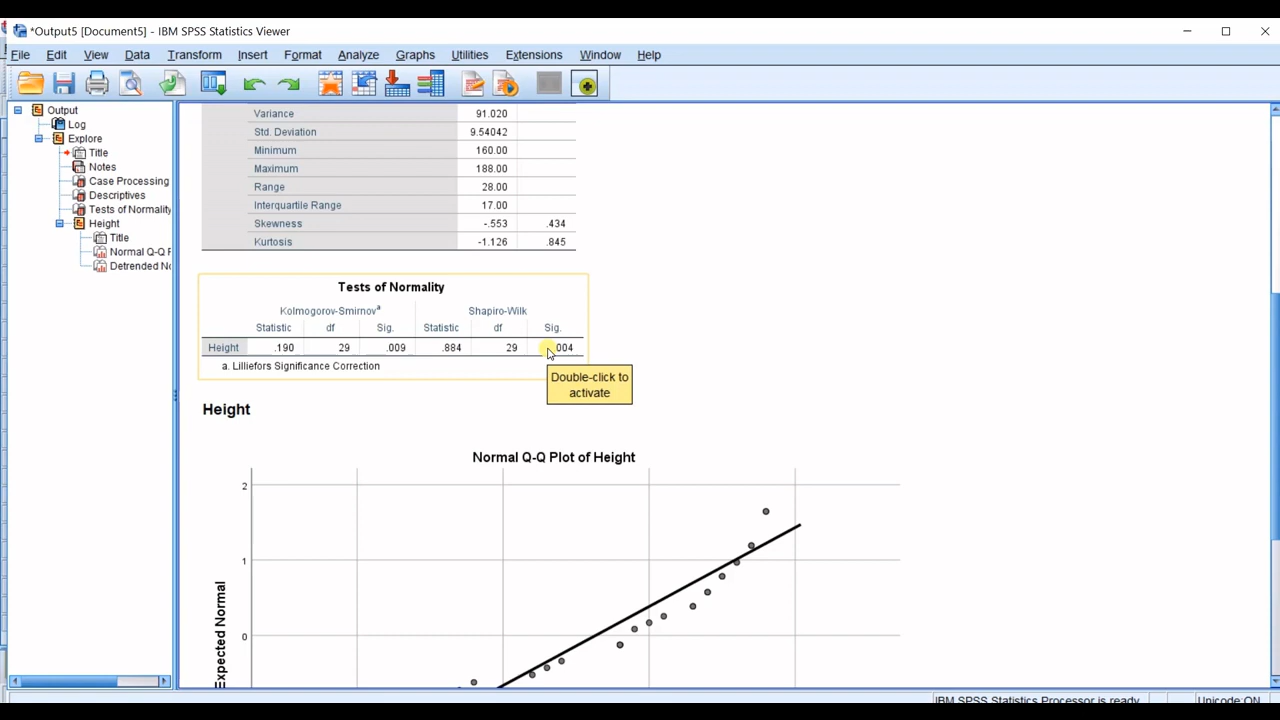 *Output5 [Document5] - IBM SPSS Statistics Viewer
File Edit View Data Transform Insert Format Analyze Graphs Utilities Extensions Window Help
Output
Log
Explore
Title
Notes
Case Processing
Descriptives
Tests of Normality
Height
Title
Normal Q-Q
Detrended
Variance 91.020
Std. Deviation 9.54042
Minimum 160.00
Maximum 188.00
Range 28.00
Interquartile Range 17.00
Skewness -.553 .434
Kurtosis -1.126 .845
Tests of Normality
Kolmogorov-Smirnovᵃ Shapiro-Wilk
Statistic df Sig. Statistic df Sig.
Height .190 29 .009 .884 29 .004
a. Lilliefors Significance Correction
Double-click to
activate
Height
Normal Q-Q Plot of Height
2
1
0
Expected Normal
IBM SPSS Statistics Processor is ready
Unicode:ON